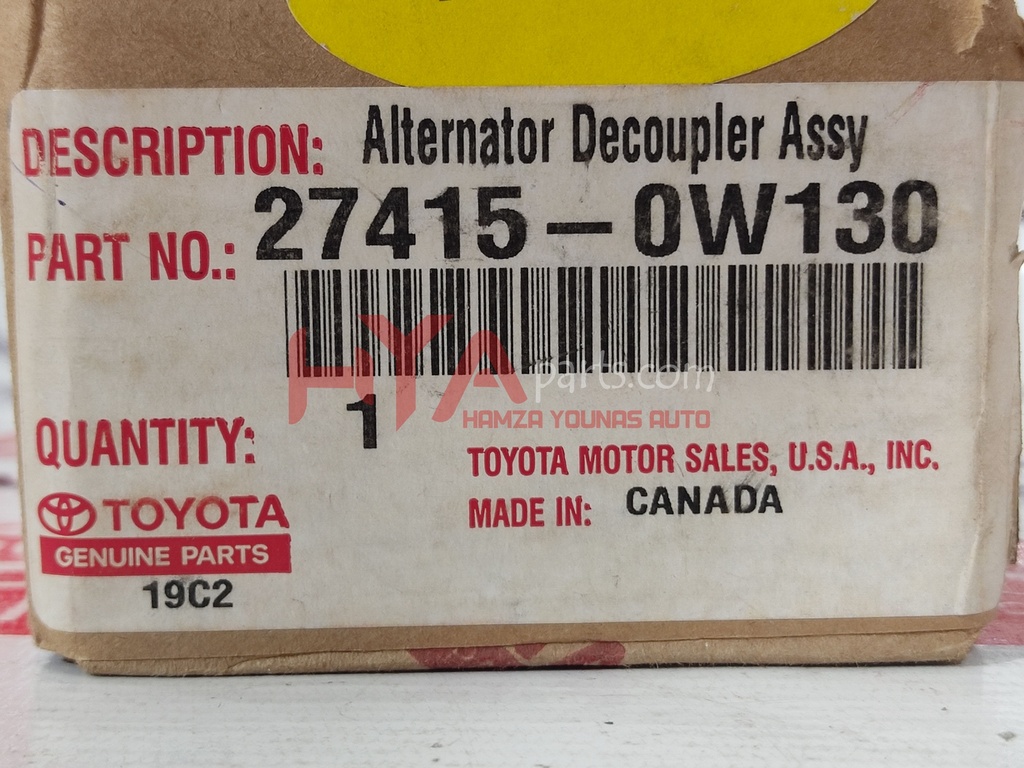 DESCRIPTION: Alternator Decoupler Assy
PART NO.: 27415-0W130
HYA parts.com
HAMZA YOUNAS AUTO
QUANTITY: 1
TOYOTA MOTOR SALES, U.S.A., INC.
MADE IN: CANADA
TOYOTA
GENUINE PARTS
19C2